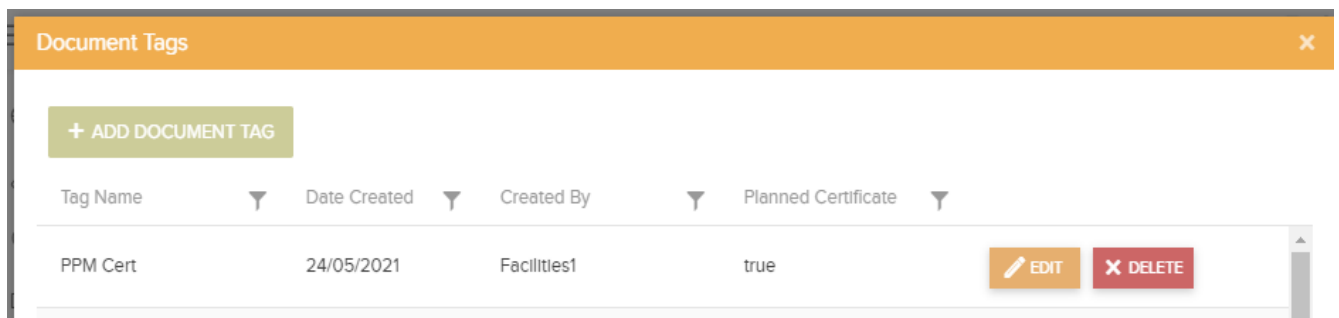 Document Tags
+ ADD DOCUMENT TAG
Tag Name Date Created Created By Planned Certificate
PPM Cert 24/05/2021 Facilities1 true EDIT DELETE